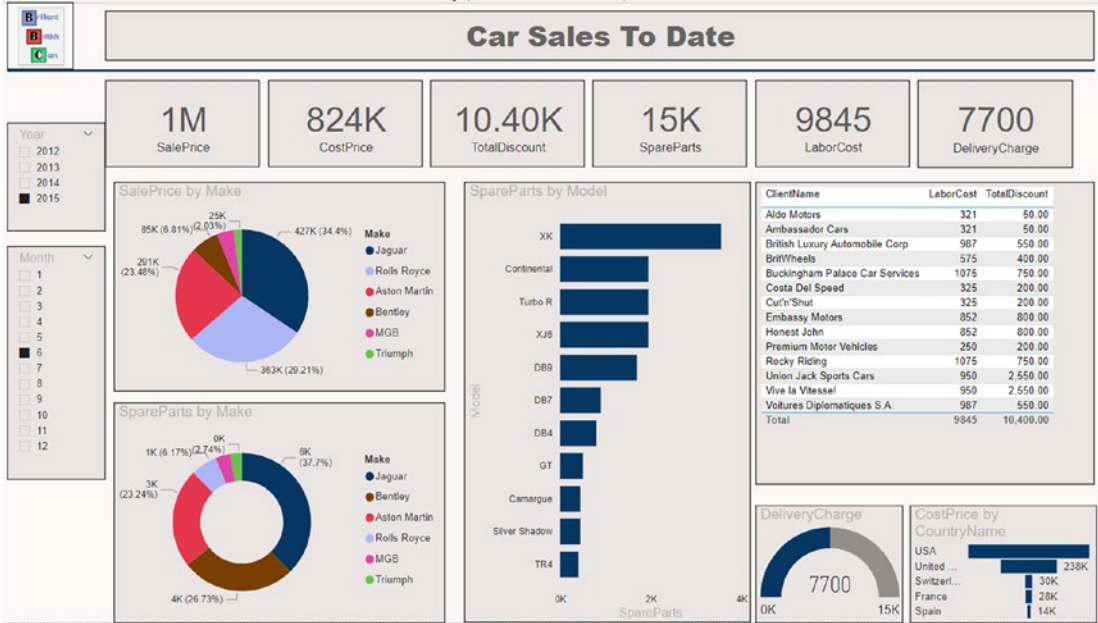 Brilliant
British
Cars
Car Sales To Date
1M
SalePrice
824K
CostPrice
10.40K
TotalDiscount
15K
SpareParts
9845
LaborCost
7700
DeliveryCharge
Year
2012
2013
2014
2015
Month
1
2
3
4
5
6
7
8
9
10
11
12
SalePrice by Make
25K
(2.03%)
85K (6.81%)
427K (34.4%)
291K
(23.48%)
363K (29.21%)
Make
Jaguar
Rolls Royce
Aston Martin
Bentley
MGB
Triumph
SpareParts by Make
0K
(2.74%)
1K (6.17%)
6K
(37.7%)
3K
(23.24%)
4K (26.73%)
Make
Jaguar
Bentley
Aston Martin
Rolls Royce
MGB
Triumph
SpareParts by Model
Model
XK
Continental
Turbo R
XJ6
DB9
DB7
DB4
GT
Camargue
Silver Shadow
TR4
0K 2K 4K
SpareParts
ClientName LaborCost TotalDiscount
Aldo Motors 321 50.00
Ambassador Cars 321 50.00
British Luxury Automobile Corp 987 550.00
BritWheels 575 400.00
Buckingham Palace Car Services 1075 750.00
Costa Del Speed 325 200.00
Cut'n'Shut 325 200.00
Embassy Motors 852 800.00
Honest John 852 800.00
Premium Motor Vehicles 250 200.00
Rocky Riding 1075 750.00
Union Jack Sports Cars 950 2,550.00
Vive la Vitesse! 950 2,550.00
Voitures Diplomatiques S.A. 987 550.00
Total 9845 10,400.00
DeliveryCharge
7700
0K 15K
CostPrice by
CountryName
USA
United ... 238K
Switzerl... 30K
France 28K
Spain 14K